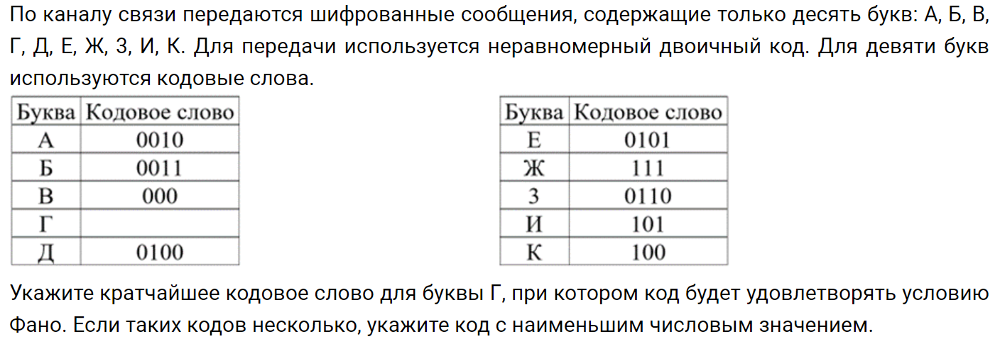 По каналу связи передаются шифрованные сообщения, содержащие только десять букв: А, Б, В,
Г, Д, Е, Ж, З, И, К. Для передачи используется неравномерный двоичный код. Для девяти букв
используются кодовые слова.
Буква Кодовое слово
А 0010
Б 0011
В 000
Г
Д 0100
Буква Кодовое слово
Е 0101
Ж 111
З 0110
И 101
К 100
Укажите кратчайшее кодовое слово для буквы Г, при котором код будет удовлетворять условию
Фано. Если таких кодов несколько, укажите код с наименьшим числовым значением.